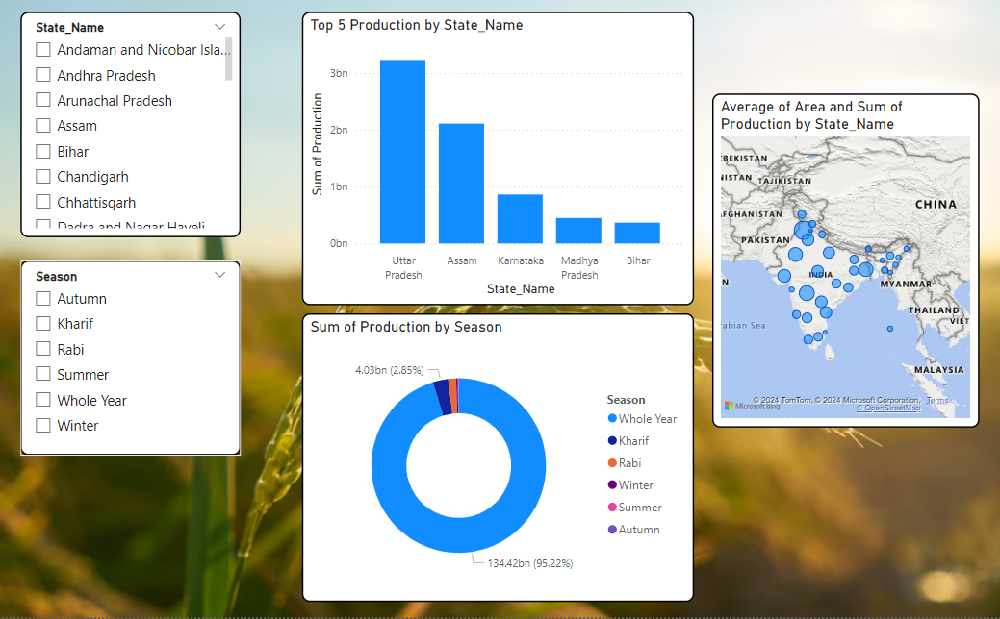 State_Name
Andaman and Nicobar Isla...
Andhra Pradesh
Arunachal Pradesh
Assam
Bihar
Chandigarh
Chhattisgarh
Dadra and Nagar Haveli
Season
Autumn
Kharif
Rabi
Summer
Whole Year
Winter
Top 5 Production by State_Name
Sum of Production
3bn
2bn
1bn
0bn
Uttar
Pradesh
Assam
Karnataka
Madhya
Pradesh
Bihar
State_Name
Sum of Production by Season
4.03bn (2.85%)
134.42bn (95.22%)
Season
Whole Year
Kharif
Rabi
Winter
Summer
Autumn
Average of Area and Sum of
Production by State_Name
ZBEKISTAN
NISTAN
TAJIKISTAN
CHINA
AFGHANISTAN
PAKISTAN
INDIA
N
MYANMAR
THAILAND
VIET
rabian Sea
MALAYSIA
© 2024 TomTom, © 2024 Microsoft Corporation, Terms
© OpenStreetMap
Microsoft Bing